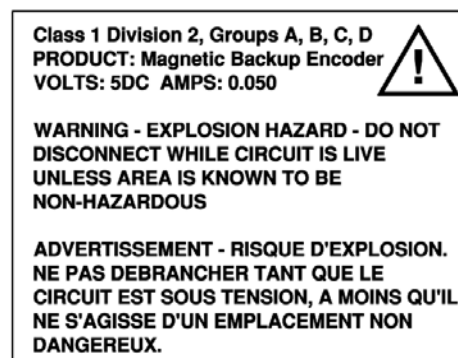 Class 1 Division 2, Groups A, B, C, D
PRODUCT: Magnetic Backup Encoder
VOLTS: 5DC AMPS: 0.050
WARNING - EXPLOSION HAZARD - DO NOT
DISCONNECT WHILE CIRCUIT IS LIVE
UNLESS AREA IS KNOWN TO BE
NON-HAZARDOUS
ADVERTISSEMENT - RISQUE D'EXPLOSION.
NE PAS DEBRANCHER TANT QUE LE
CIRCUIT EST SOUS TENSION, A MOINS QU'IL
NE S'AGISSE D'UN EMPLACEMENT NON
DANGEREUX.